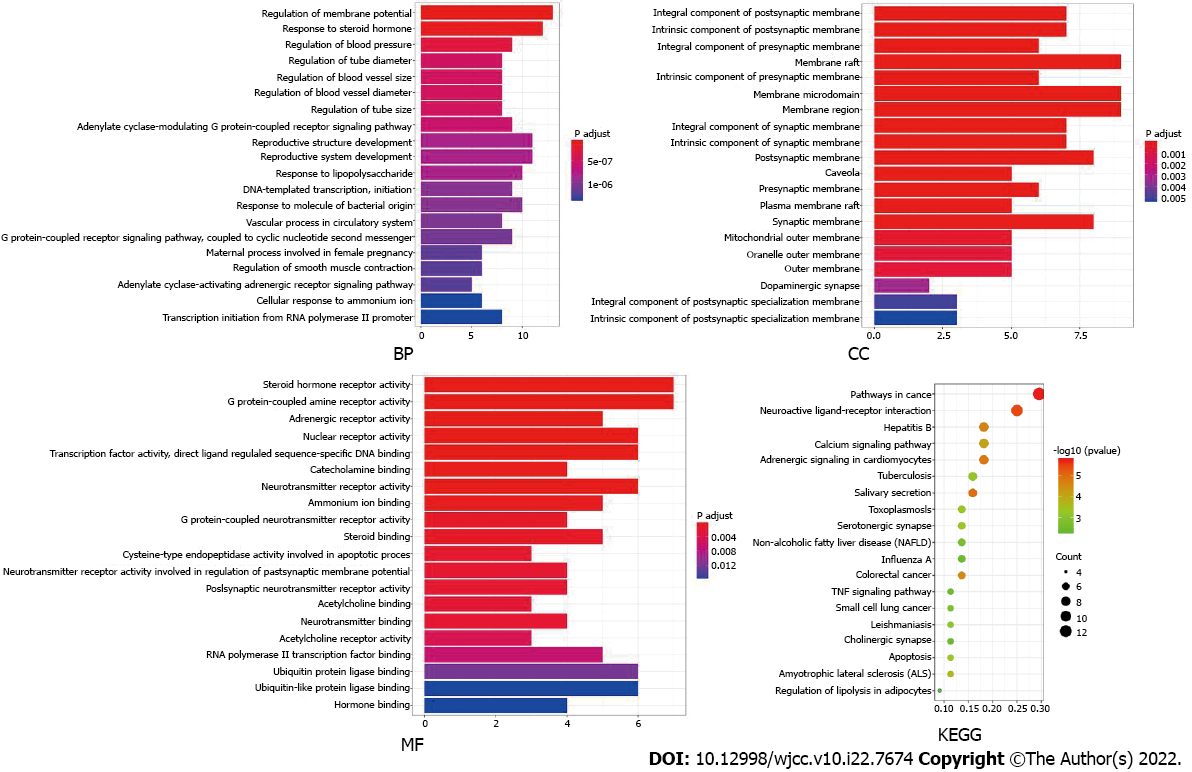 Regulation of membrane potential
Response to steroid hormone
Regulation of blood pressure
Regulation of tube diameter
Regulation of blood vessel size
Regulation of blood vessel diameter
Regulation of tube size
Adenylate cyclase-modulating G protein-coupled receptor signaling pathway
Reproductive structure development
Reproductive system development
Response to lipopolysaccharide
DNA-templated transcription, initiation
Response to molecule of bacterial origin
Vascular process in circulatory system
G protein-coupled receptor signaling pathway, coupled to cyclic nucleotide second messenger
Maternal process involved in female pregnancy
Regulation of smooth muscle contraction
Adenylate cyclase-activating adrenergic receptor signaling pathway
Cellular response to ammonium ion
Transcription initiation from RNA polymerase II promoter
0 5 10
P adjust
5e-07
1e-06
BP
Integral component of postsynaptic membrane
Intrinsic component of postsynaptic membrane
Integral component of presynaptic membrane
Membrane raft
Intrinsic component of presynaptic membrane
Membrane microdomain
Membrane region
Integral component of synaptic membrane
Intrinsic component of synaptic membrane
Postsynaptic membrane
Caveola
Presynaptic membrane
Plasma membrane raft
Synaptic membrane
Mitochondrial outer membrane
Oranelle outer membrane
Outer membrane
Dopaminergic synapse
Integral component of postsynaptic specialization membrane
Intrinsic component of postsynaptic specialization membrane
0.0 2.5 5.0 7.5
P adjust
0.001
0.002
0.003
0.004
0.005
CC
Steroid hormone receptor activity
G protein-coupled amine receptor activity
Adrenergic receptor activity
Nuclear receptor activity
Transcription factor activity, direct ligand regulaled sequence-specific DNA binding
Catecholamine binding
Neurotransmitter receptor activity
Ammonium ion binding
G protein-coupled neurotransmitter receptor activity
Steroid binding
Cysteine-type endopeptidase activity involved in apoptotic proces
Neurotransmitter receptor activity involved in regulation of pastsynaptic membrane potential
Poslsynaptic neurotransmitter receptor activity
Acetylcholine binding
Neurotransmitter binding
Acetylcholine receptor activity
RNA polymerase II transcription factor binding
Ubiquitin protein ligase binding
Ubiquitin-like protein ligase binding
Hormone binding
0 2 4 6
P adjust
0.004
0.008
0.012
MF
Pathways in cance
Neuroactive ligand-receptor interaction
Hepatitis B
Calcium signaling pathway
Adrenergic signaling in cardiomyocytes
Tuberculosis
Salivary secretion
Toxoplasmosls
Serotonergic synapse
Non-alcoholic fatty liver disease (NAFLD)
Influenza A
Colorectal cancer
TNF signaling pathway
Small cell lung cancer
Leishmaniasis
Cholinergic synapse
Apoptosis
Amyotrophic lateral sclerosis (ALS)
Regulation of lipolysis in adipocytes
0.10 0.15 0.20 0.25 0.30
-log10 (pvalue)
5
4
3
Count
4
6
8
10
12
KEGG
DOI: 10.12998/wjcc.v10.i22.7674 Copyright ©The Author(s) 2022.